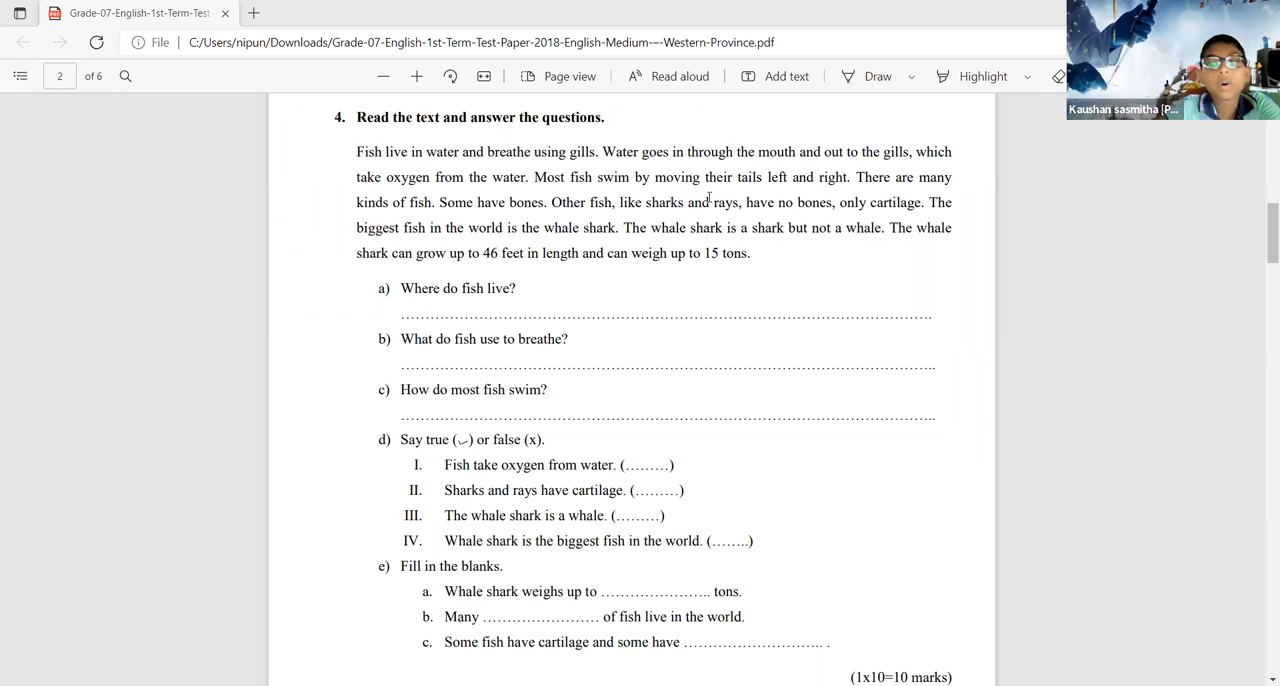 Grade-07-English-1st-Term-Test
File C:/Users/nipun/Downloads/Grade-07-English-1st-Term-Test-Paper-2018-English-Medium-–-Western-Province.pdf
2 of 6 Page view Read aloud Add text Draw Highlight
Kaushan sasmitha [P...
4. Read the text and answer the questions.
Fish live in water and breathe using gills. Water goes in through the mouth and out to the gills, which
take oxygen from the water. Most fish swim by moving their tails left and right. There are many
kinds of fish. Some have bones. Other fish, like sharks and rays, have no bones, only cartilage. The
biggest fish in the world is the whale shark. The whale shark is a shark but not a whale. The whale
shark can grow up to 46 feet in length and can weigh up to 15 tons.
a) Where do fish live?
……………………………………………………………………………………………….
b) What do fish use to breathe?
………………………………………………………………………………………………..
c) How do most fish swim?
………………………………………………………………………………………………..
d) Say true (✓) or false (x).
I. Fish take oxygen from water. (………)
II. Sharks and rays have cartilage. (………)
III. The whale shark is a whale. (………)
IV. Whale shark is the biggest fish in the world. (……..)
e) Fill in the blanks.
a. Whale shark weighs up to ………………….. tons.
b. Many …………………… of fish live in the world.
c. Some fish have cartilage and some have ……………………….. .
(1x10=10 marks)